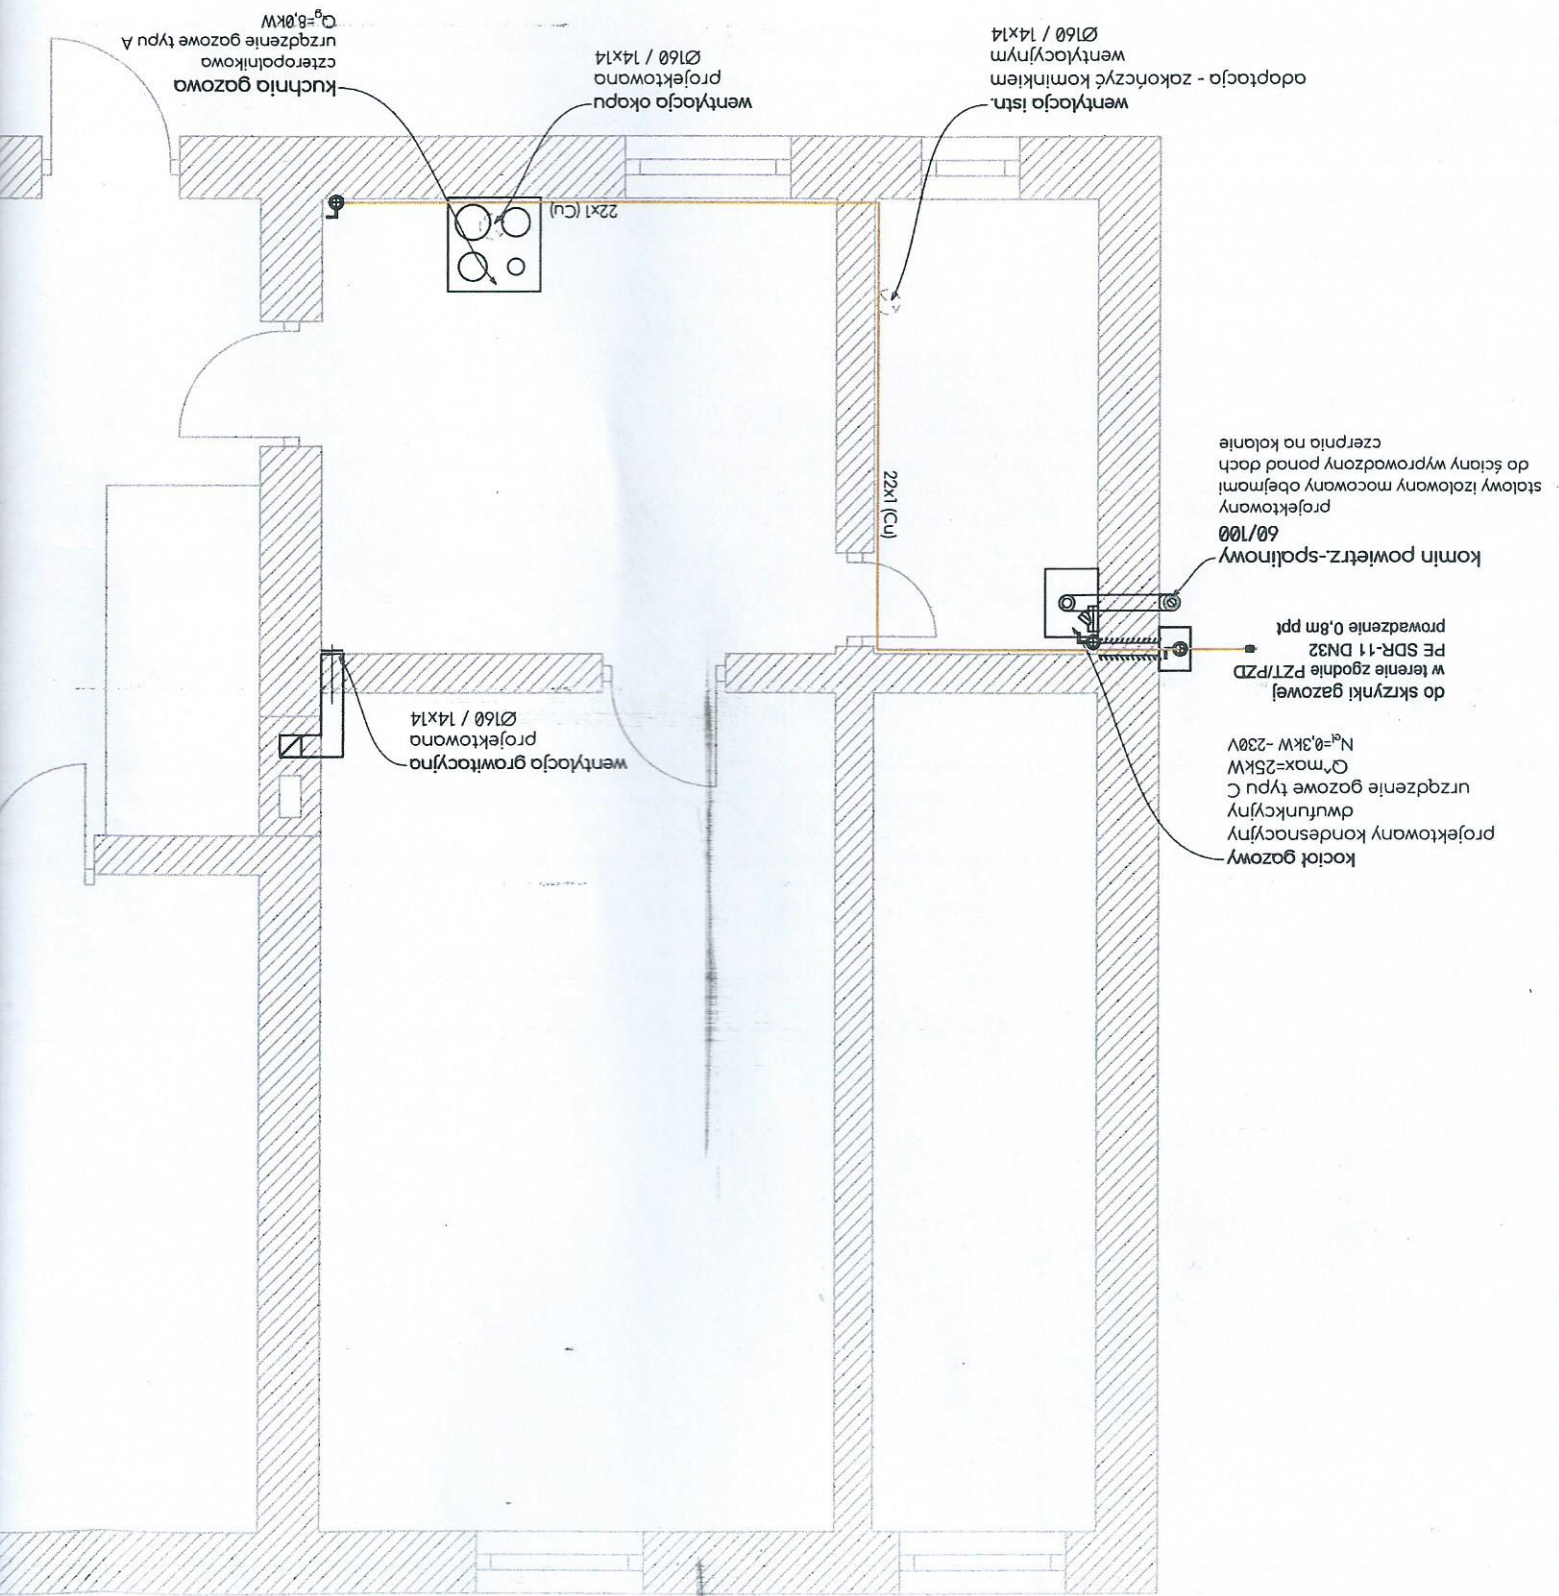 kocioł gazowy
projektowany kondesnacyjny
dwufunkcyjny
urządzenie gazowe typu C
Q^max=25kW
Nel=0,3kW ~230V
do skrzynki gazowej
w terenie zgodnie PZT/PZD
PE SDR-11 DN32
prowadzenie 0,8m ppt
komin powietrz.-spalinowy
60/100
projektowany
stalowy izolowany mocowany obejmami
do ściany wyprowadzony ponad dach
czerpnia na kolanie
wentylacja grawitacyjna
projektowana
Ø160 / 14x14
22x1 (Cu)
22x1 (Cu)
wentylacja istn.
adaptacja - zakończyć kominkiem
wentylacyjnym
Ø160 / 14x14
wentylacja okapu
projektowana
Ø160 / 14x14
kuchnia gazowa
czteropalnikowa
urządzenie gazowe typu A
Qg=8,0kW